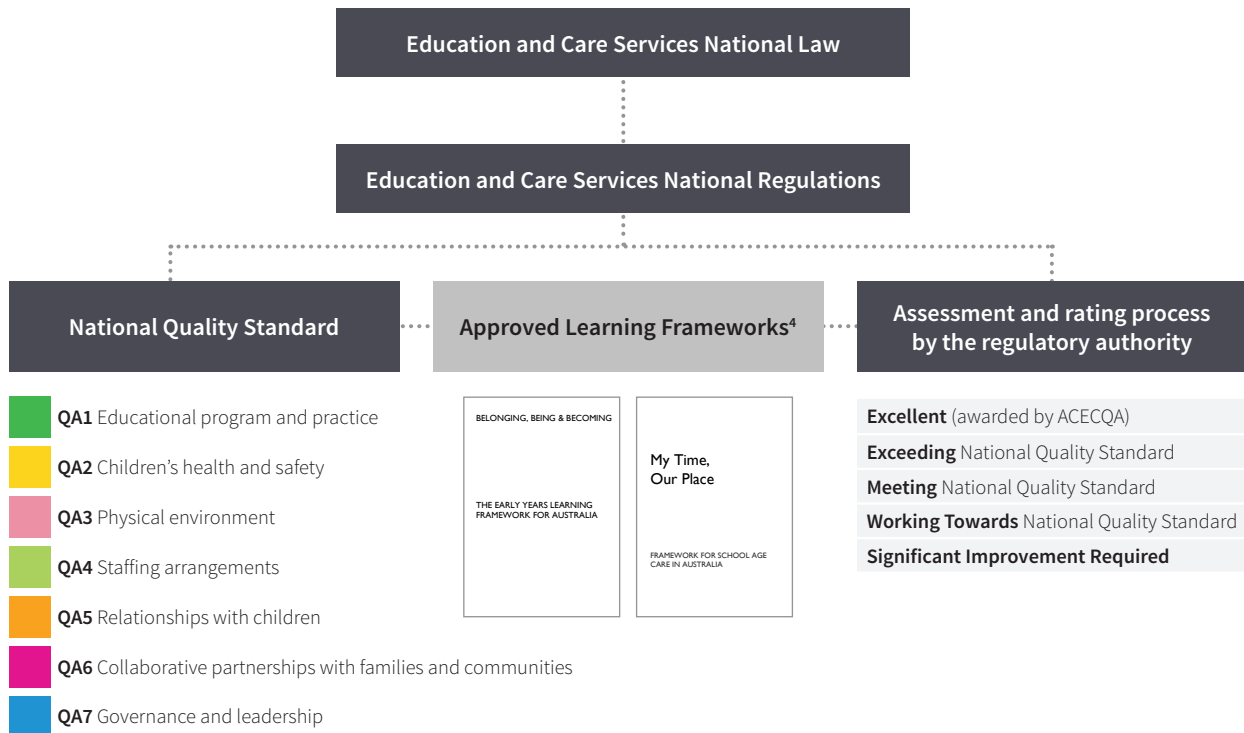 Education and Care Services National Law
Education and Care Services National Regulations
National Quality Standard
QA1 Educational program and practice
QA2 Children’s health and safety
QA3 Physical environment
QA4 Staffing arrangements
QA5 Relationships with children
QA6 Collaborative partnerships with families and communities
QA7 Governance and leadership
Approved Learning Frameworks⁴
BELONGING, BEING & BECOMING
THE EARLY YEARS LEARNING
FRAMEWORK FOR AUSTRALIA
My Time,
Our Place
FRAMEWORK FOR SCHOOL AGE
CARE IN AUSTRALIA
Assessment and rating process
by the regulatory authority
Excellent (awarded by ACECQA)
Exceeding National Quality Standard
Meeting National Quality Standard
Working Towards National Quality Standard
Significant Improvement Required